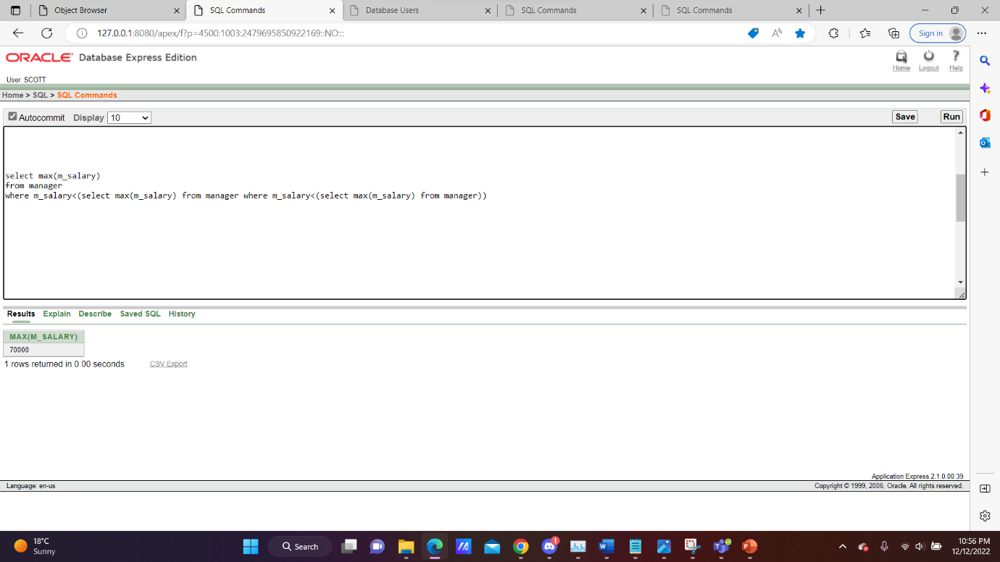 Object Browser
SQL Commands
Database Users
SQL Commands
SQL Commands
127.0.0.1:8080/apex/f?p=4500:1003:2479695850922169::NO:::
Sign in
ORACLE Database Express Edition
Home
Logout
Help
User: SCOTT
Home > SQL > SQL Commands
Autocommit
Display
10
Save
Run
select max(m_salary)
from manager
where m_salary<(select max(m_salary) from manager where m_salary<(select max(m_salary) from manager))
Results
Explain
Describe
Saved SQL
History
MAX(M_SALARY)
70000
1 rows returned in 0.00 seconds
CSV Export
Application Express 2.1.0.00.39
Language: en-us
Copyright © 1999, 2006, Oracle. All rights reserved.
18°C
Sunny
Search
1
10:56 PM
12/12/2022